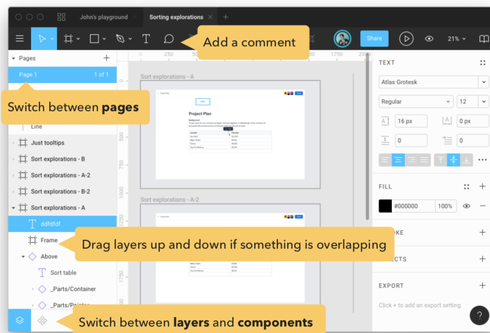 John's playground
Sorting explorations
Share
21%
Add a comment
Pages
Page 1
1 of 1
Switch between pages
Line
Just tooltips
Sort explorations - B
Sort explorations - A-2
Sort explorations - B-2
Sort explorations - A
Frame
Above
Sort table
_Parts/Container
Sort explorations - A
Project Plan
Sort explorations - A-2
Drag layers up and down if something is overlapping
Switch between layers and components
TEXT
Atlas Grotesk
Regular
12
16 px
0 px
0
0
FILL
#000000
100%
EXPORT
Click + to add an export setting
?